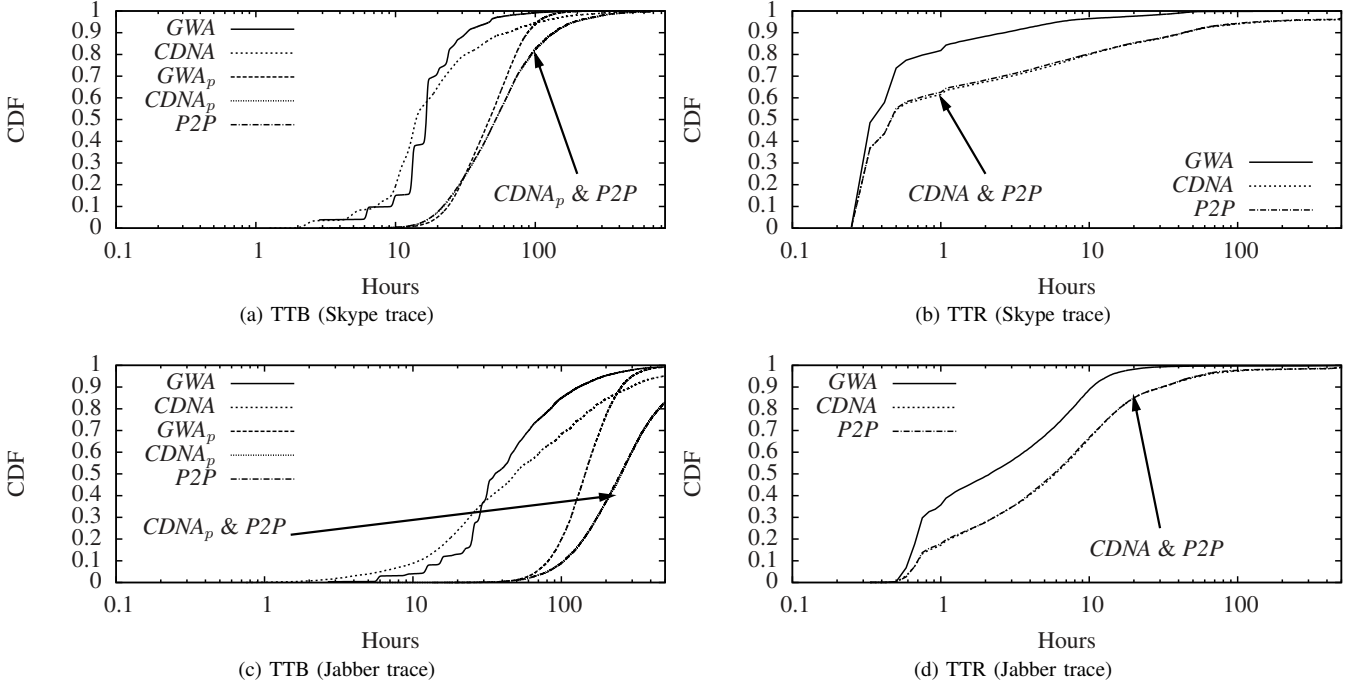 1
0.9
0.8
0.7
0.6
0.5
0.4
0.3
0.2
0.1
0
CDF
GWA
CDNA
GWAp
CDNAp
P2P
CDNAp & P2P
0.1 1 10 100
Hours
(a) TTB (Skype trace)
1
0.9
0.8
0.7
0.6
0.5
0.4
0.3
0.2
0.1
0
CDF
CDNA & P2P
GWA
CDNA
P2P
0.1 1 10 100
Hours
(b) TTR (Skype trace)
1
0.9
0.8
0.7
0.6
0.5
0.4
0.3
0.2
0.1
0
CDF
GWA
CDNA
GWAp
CDNAp
P2P
CDNAp & P2P
0.1 1 10 100
Hours
(c) TTB (Jabber trace)
1
0.9
0.8
0.7
0.6
0.5
0.4
0.3
0.2
0.1
0
CDF
GWA
CDNA
P2P
CDNA & P2P
0.1 1 10 100
Hours
(d) TTR (Jabber trace)